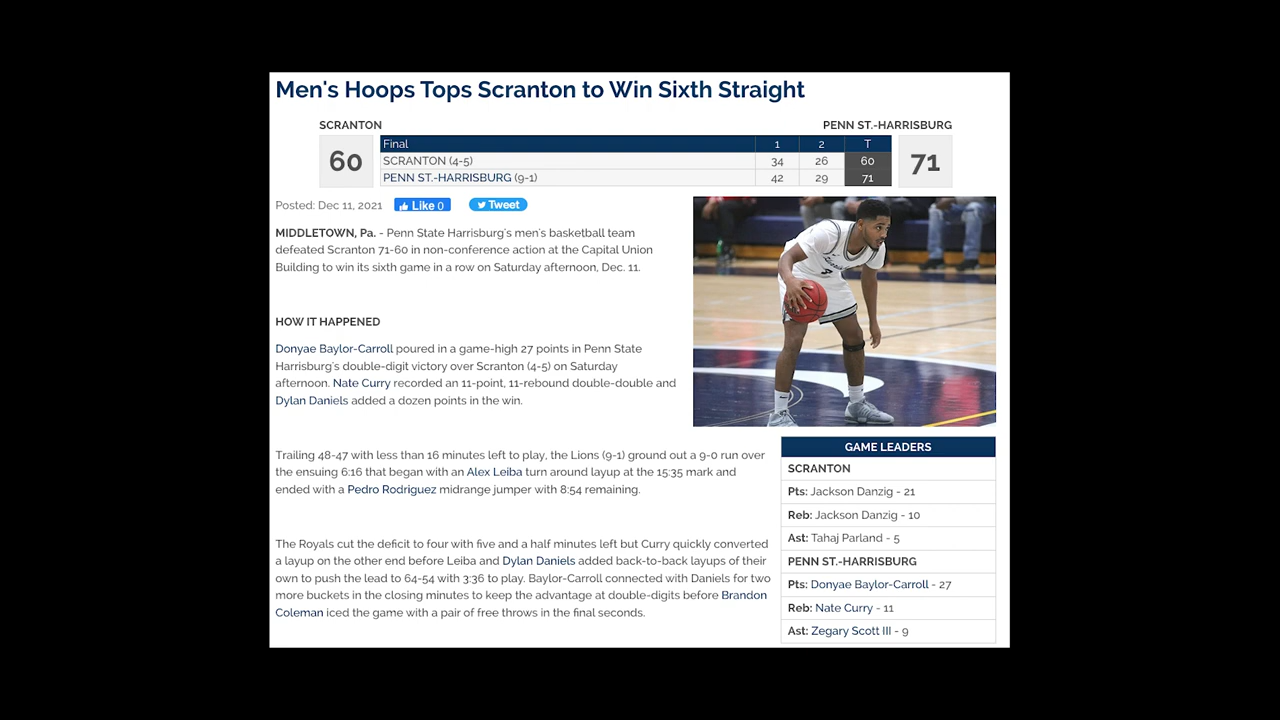 Men's Hoops Tops Scranton to Win Sixth Straight
SCRANTON PENN ST.-HARRISBURG
60
Final 1 2 T
SCRANTON (4-5) 34 26 60
PENN ST.-HARRISBURG (9-1) 42 29 71
71
Posted: Dec 11, 2021 Like 0 Tweet
MIDDLETOWN, Pa. - Penn State Harrisburg's men's basketball team
defeated Scranton 71-60 in non-conference action at the Capital Union
Building to win its sixth game in a row on Saturday afternoon, Dec. 11.
HOW IT HAPPENED
Donyae Baylor-Carroll poured in a game-high 27 points in Penn State
Harrisburg's double-digit victory over Scranton (4-5) on Saturday
afternoon. Nate Curry recorded an 11-point, 11-rebound double-double and
Dylan Daniels added a dozen points in the win.
Trailing 48-47 with less than 16 minutes left to play, the Lions (9-1) ground out a 9-0 run over
the ensuing 6:16 that began with an Alex Leiba turn around layup at the 15:35 mark and
ended with a Pedro Rodriguez midrange jumper with 8:54 remaining.
The Royals cut the deficit to four with five and a half minutes left but Curry quickly converted
a layup on the other end before Leiba and Dylan Daniels added back-to-back layups of their
own to push the lead to 64-54 with 3:36 to play. Baylor-Carroll connected with Daniels for two
more buckets in the closing minutes to keep the advantage at double-digits before Brandon
Coleman iced the game with a pair of free throws in the final seconds.
GAME LEADERS
SCRANTON
Pts: Jackson Danzig - 21
Reb: Jackson Danzig - 10
Ast: Tahaj Parland - 5
PENN ST.-HARRISBURG
Pts: Donyae Baylor-Carroll - 27
Reb: Nate Curry - 11
Ast: Zegary Scott III - 9